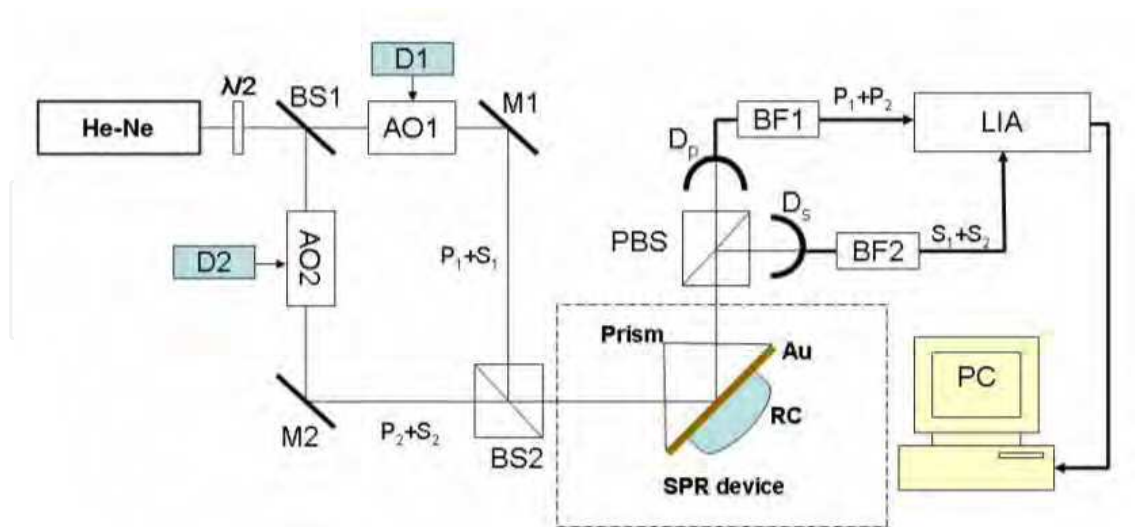 He-Ne
λ/2
BS1
D1
AO1
M1
D2
AO2
M2
P₁+S₁
P₂+S₂
BS2
Prism
Au
RC
SPR device
PBS
Dₚ
Dₛ
BF1
P₁+P₂
BF2
S₁+S₂
LIA
PC